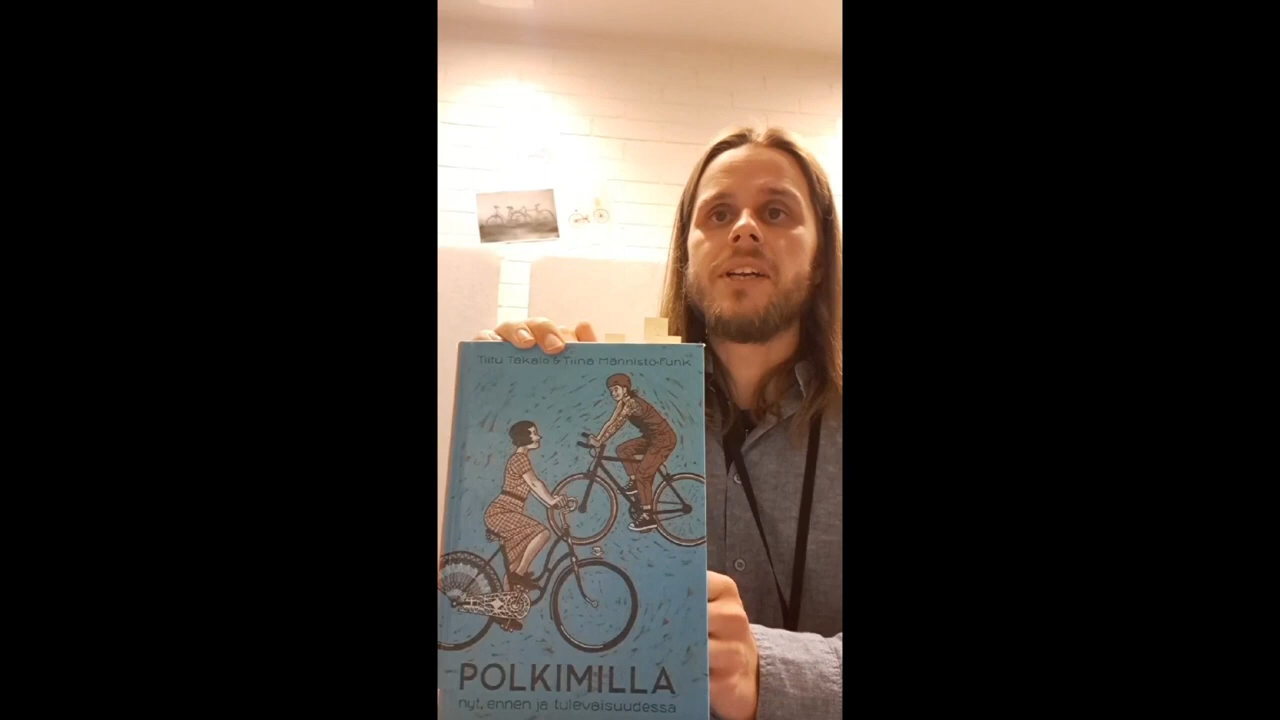 Tiitu Takalo & Tiina Männistö-Funk
POLKIMILLA
nyt, ennen ja tulevaisuudessa